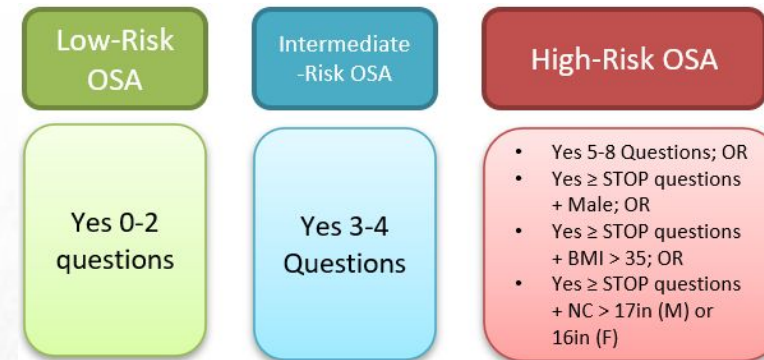 Low-Risk
OSA
Intermediate
-Risk OSA
High-Risk OSA
Yes 0-2
questions
Yes 3-4
Questions
• Yes 5-8 Questions; OR
• Yes ≥ STOP questions
+ Male; OR
• Yes ≥ STOP questions
+ BMI > 35; OR
• Yes ≥ STOP questions
+ NC > 17in (M) or
16in (F)